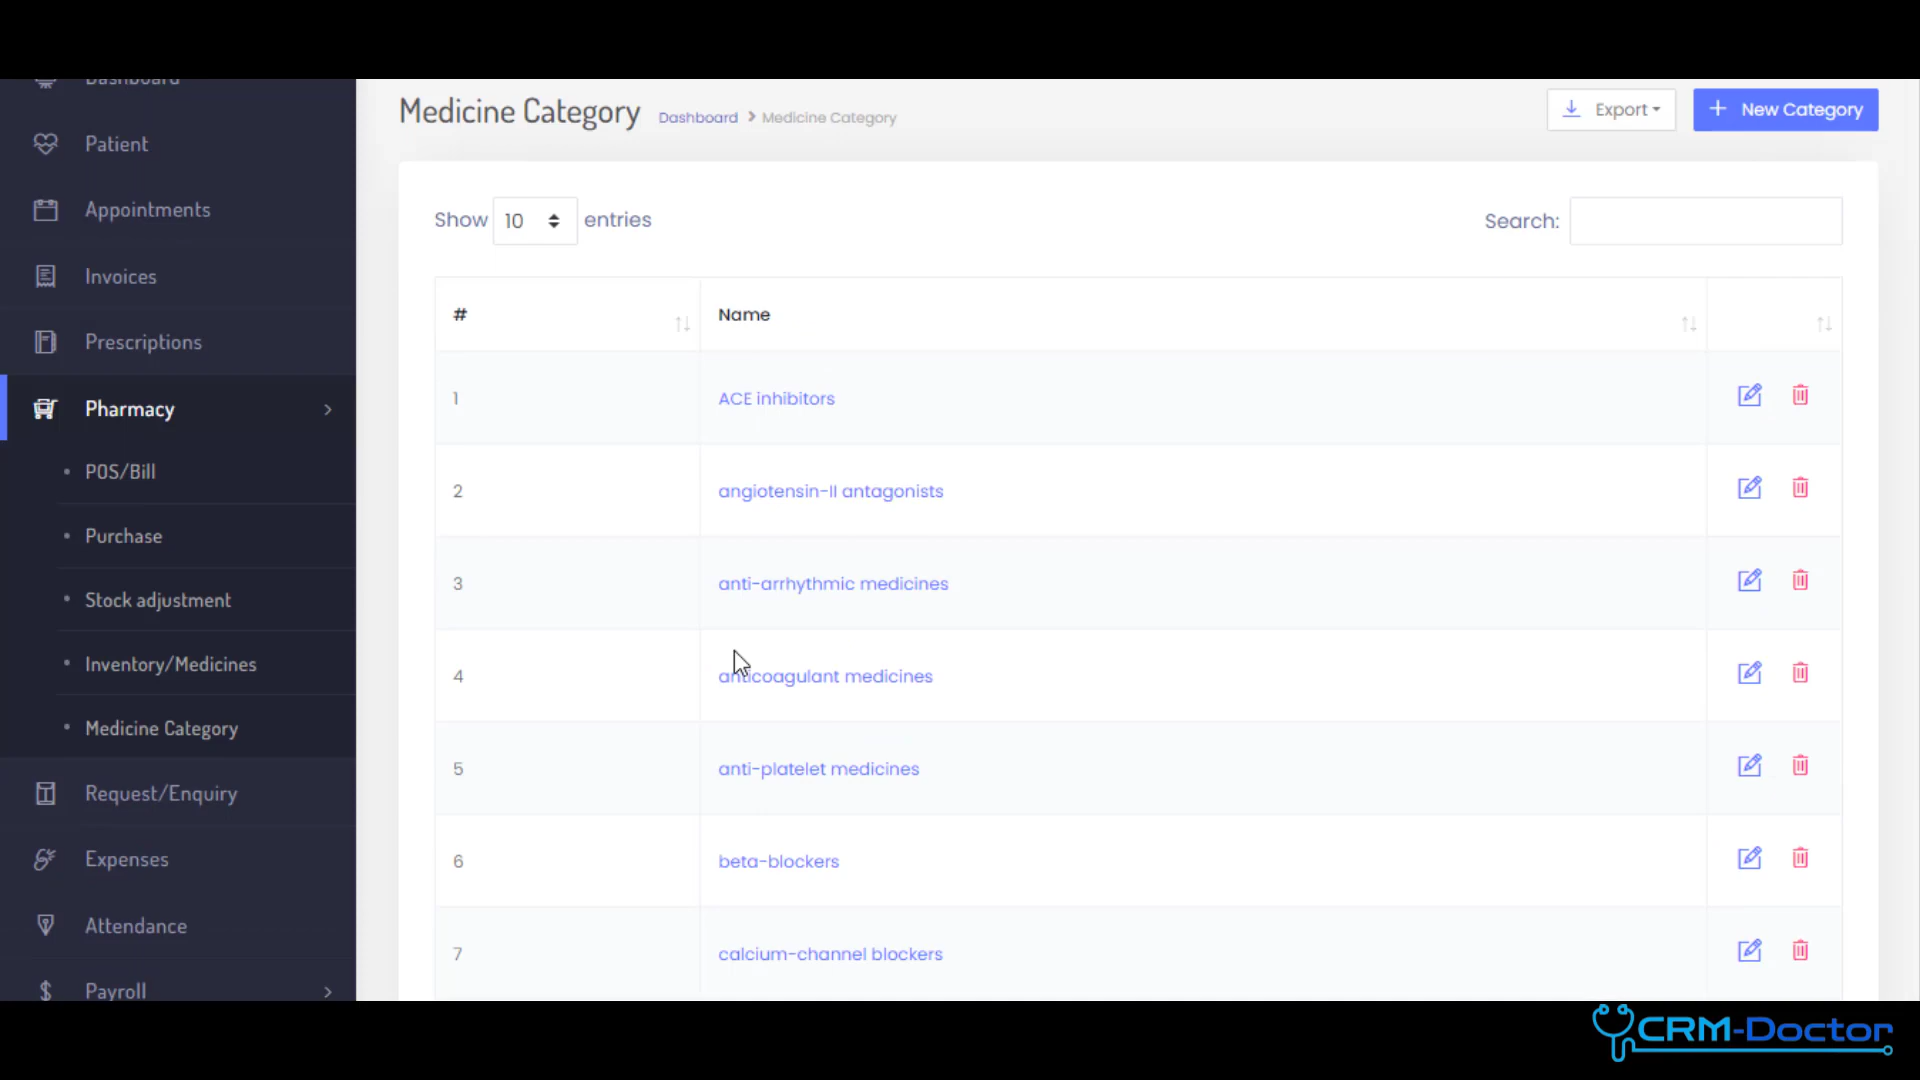 Dashboard
Patient
Appointments
Invoices
Prescriptions
Pharmacy
POS/Bill
Purchase
Stock adjustment
Inventory/Medicines
Medicine Category
Request/Enquiry
Expenses
Attendance
Payroll
Medicine Category Dashboard > Medicine Category
Export
+ New Category
Show 10 entries
Search:
# Name
1 ACE inhibitors
2 angiotensin-II antagonists
3 anti-arrhythmic medicines
4 anticoagulant medicines
5 anti-platelet medicines
6 beta-blockers
7 calcium-channel blockers
CRM-Doctor